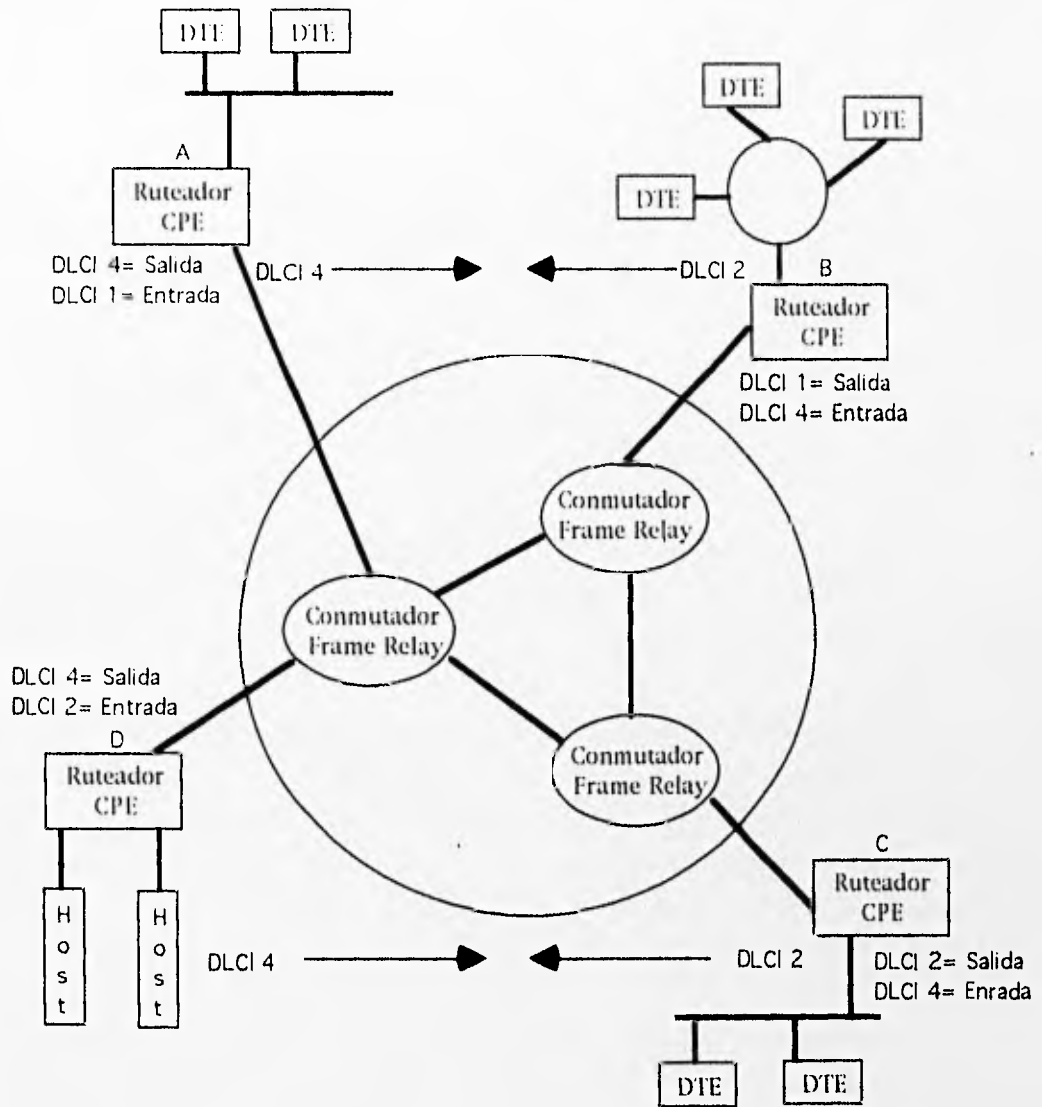 DTE
DTE
DTE
DTE
DTE
A
Ruteador
CPE
DLCI 4= Salida
DLCI 1= Entrada
DLCI 4
DLCI 2
B
Ruteador
CPE
DLCI 1= Salida
DLCI 4= Entrada
Conmutador
Frame Relay
Conmutador
Frame Relay
DLCI 4= Salida
DLCI 2= Entrada
D
Ruteador
CPE
Conmutador
Frame Relay
C
Ruteador
CPE
Host
Host
DLCI 4
DLCI 2
DLCI 2= Salida
DLCI 4= Enrada
DTE
DTE